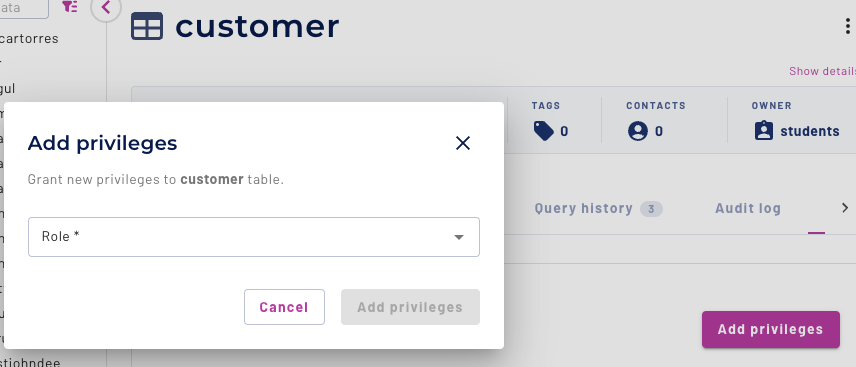 ata
customer
cartorres
Show details
gul
TAGS
CONTACTS
OWNER
0
0
students
Add privileges
Grant new privileges to customer table.
Query history 3
Audit log
Role *
Cancel
Add privileges
Add privileges
stjohndee